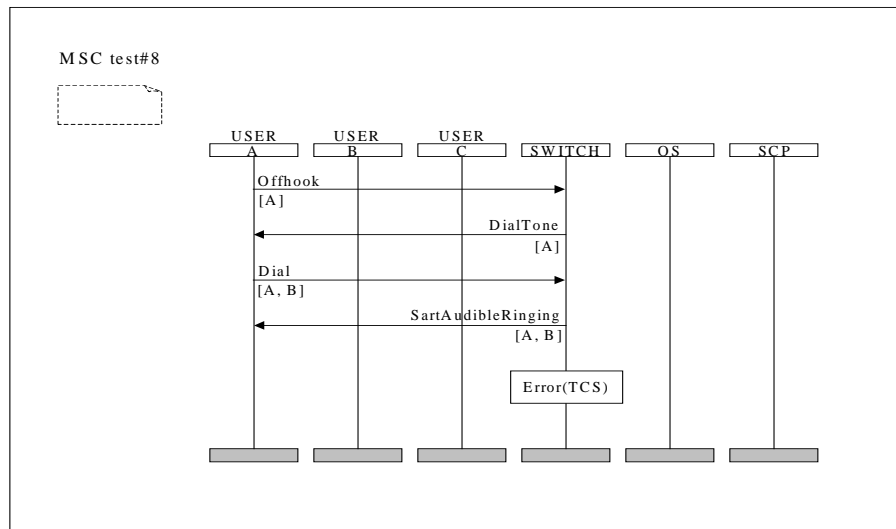 MSC test#8
USER USER USER
A B C SWITCH OS SCP
Offhook
[A]
DialTone
[A]
Dial
[A, B]
SartAudibleRinging
[A, B]
Error(TCS)